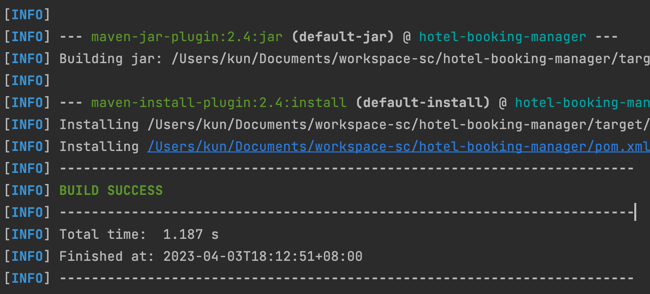 [INFO]
[INFO] --- maven-jar-plugin:2.4:jar (default-jar) @ hotel-booking-manager ---
[INFO] Building jar: /Users/kun/Documents/workspace-sc/hotel-booking-manager/targ
[INFO]
[INFO] --- maven-install-plugin:2.4:install (default-install) @ hotel-booking-man
[INFO] Installing /Users/kun/Documents/workspace-sc/hotel-booking-manager/target/
[INFO] Installing /Users/kun/Documents/workspace-sc/hotel-booking-manager/pom.xml
[INFO] ------------------------------------------------------------------------
[INFO] BUILD SUCCESS
[INFO] ------------------------------------------------------------------------
[INFO] Total time:  1.187 s
[INFO] Finished at: 2023-04-03T18:12:51+08:00
[INFO] ------------------------------------------------------------------------